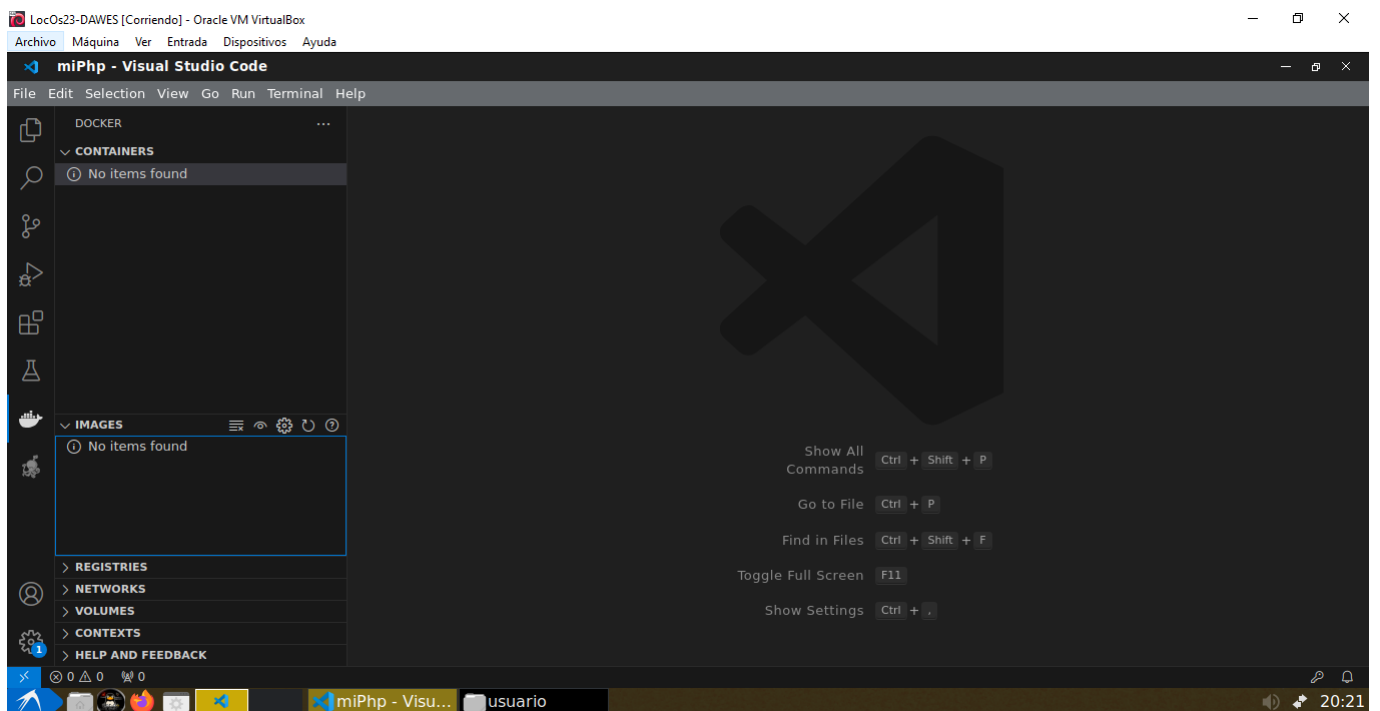 LocOs23-DAWES [Corriendo] - Oracle VM VirtualBox
Archivo Máquina Ver Entrada Dispositivos Ayuda
miPhp - Visual Studio Code
File Edit Selection View Go Run Terminal Help
DOCKER
CONTAINERS
No items found
IMAGES
No items found
Show All Commands Ctrl + Shift + P
Go to File Ctrl + P
Find in Files Ctrl + Shift + F
Toggle Full Screen F11
Show Settings Ctrl + ,
REGISTRIES
NETWORKS
VOLUMES
CONTEXTS
HELP AND FEEDBACK
1
0 0 0
miPhp - Visu... usuario 20:21